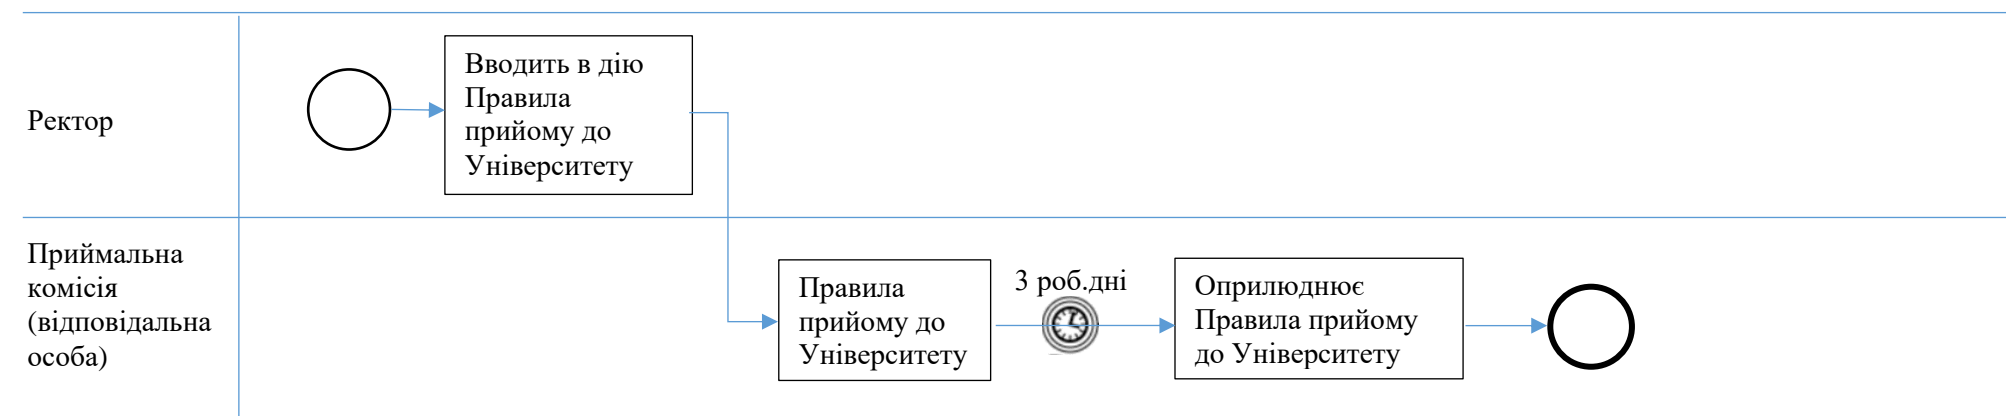 Ректор
Вводить в дію
Правила
прийому до
Університету
Приймальна
комісія
(відповідальна
особа)
Правила
прийому до
Університету
3 роб.дні
Оприлюднює
Правила прийому
до Університету